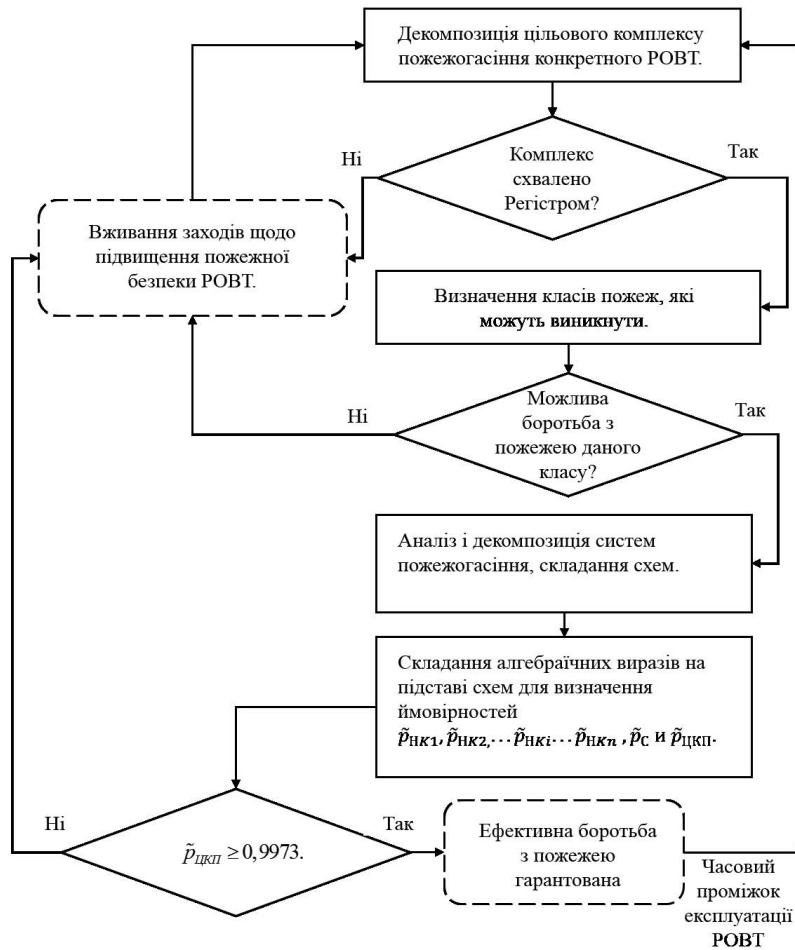 Декомпозиція цільового комплексу
пожежогасіння конкретного РОВТ.
Ні
Комплекс
схвалено
Регістром?
Так
Вживання заходів щодо
підвищення пожежної
безпеки РОВТ.
Визначення класів пожеж, які
можуть виникнути.
Ні
Можлива
боротьба з
пожежею даного
класу?
Так
Аналіз і декомпозиція систем
пожежогасіння, складання схем.
Складання алгебраїчних виразів на
підставі схем для визначення
ймовірностей
p̃НК1, p̃НК2, … p̃НКi … p̃НКn , p̃С и p̃ЦКП.
Ні
p̃ЦКП ≥ 0,9973.
Так
Ефективна боротьба
з пожежею
гарантована
Часовий
проміжок
експлуатації
РОВТ